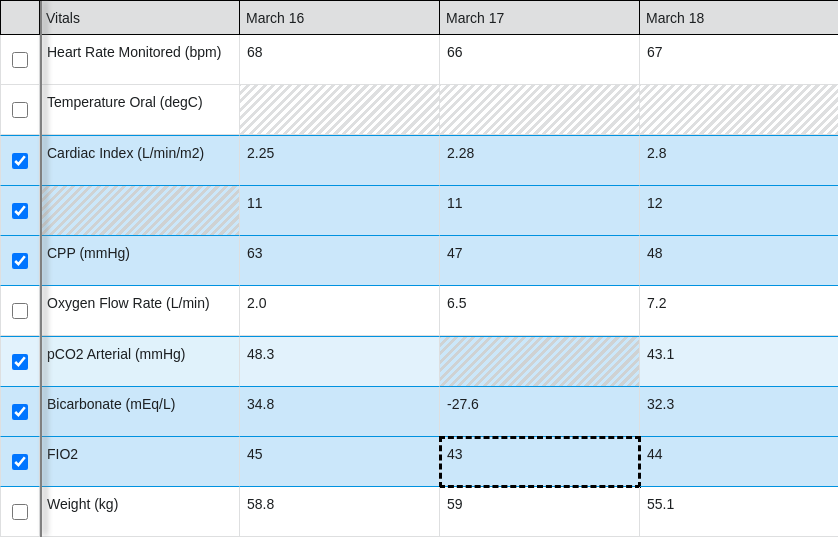 Vitals March 16 March 17 March 18
Heart Rate Monitored (bpm) 68 66 67
Temperature Oral (degC)
Cardiac Index (L/min/m2) 2.25 2.28 2.8
11 11 12
CPP (mmHg) 63 47 48
Oxygen Flow Rate (L/min) 2.0 6.5 7.2
pCO2 Arterial (mmHg) 48.3 43.1
Bicarbonate (mEq/L) 34.8 -27.6 32.3
FIO2 45 43 44
Weight (kg) 58.8 59 55.1